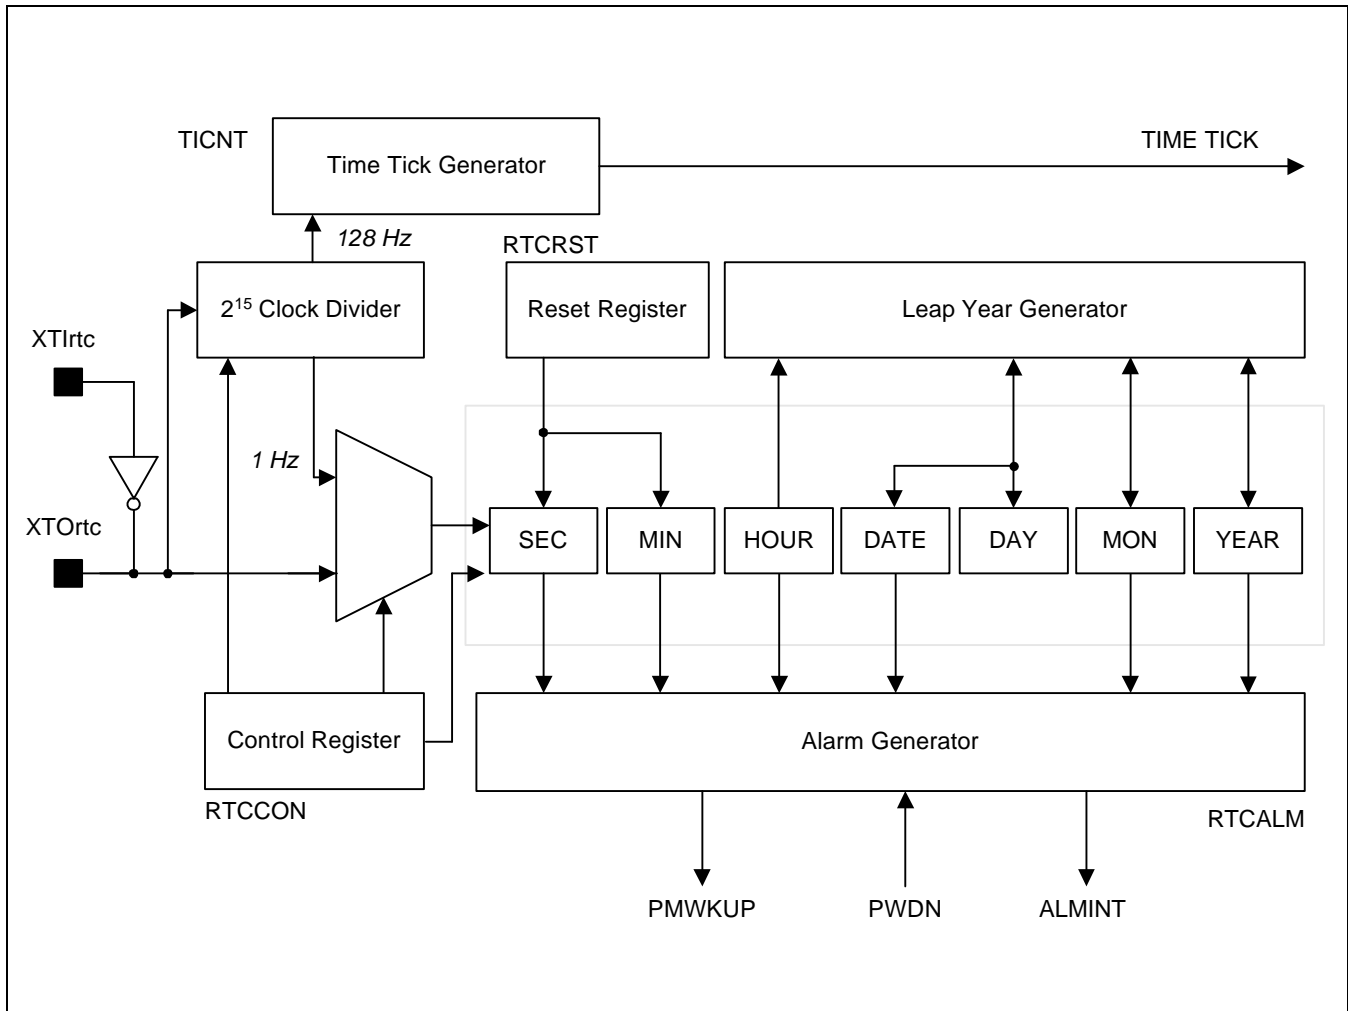 TICNT
Time Tick Generator
TIME TICK
128 Hz
RTCRST
2¹⁵ Clock Divider
Reset Register
Leap Year Generator
XTIrtc
1 Hz
XTOrtc
SEC
MIN
HOUR
DATE
DAY
MON
YEAR
Control Register
Alarm Generator
RTCCON
RTCALM
PMWKUP
PWDN
ALMINT